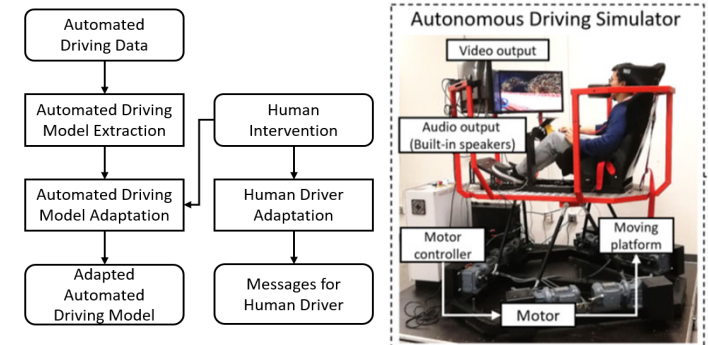 Automated
Driving Data
Automated Driving
Model Extraction
Automated Driving
Model Adaptation
Adapted
Automated
Driving Model
Human
Intervention
Human Driver
Adaptation
Messages for
Human Driver
Autonomous Driving Simulator
Video output
Audio output
(Built-in speakers)
Motor
controller
Moving
platform
Motor